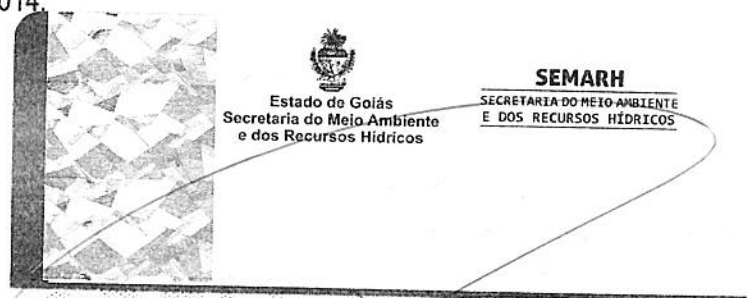 014.
Estado de Goiás
Secretaria do Meio Ambiente
e dos Recursos Hídricos
SEMARH
SECRETARIA DO MEIO AMBIENTE
E DOS RECURSOS HÍDRICOS